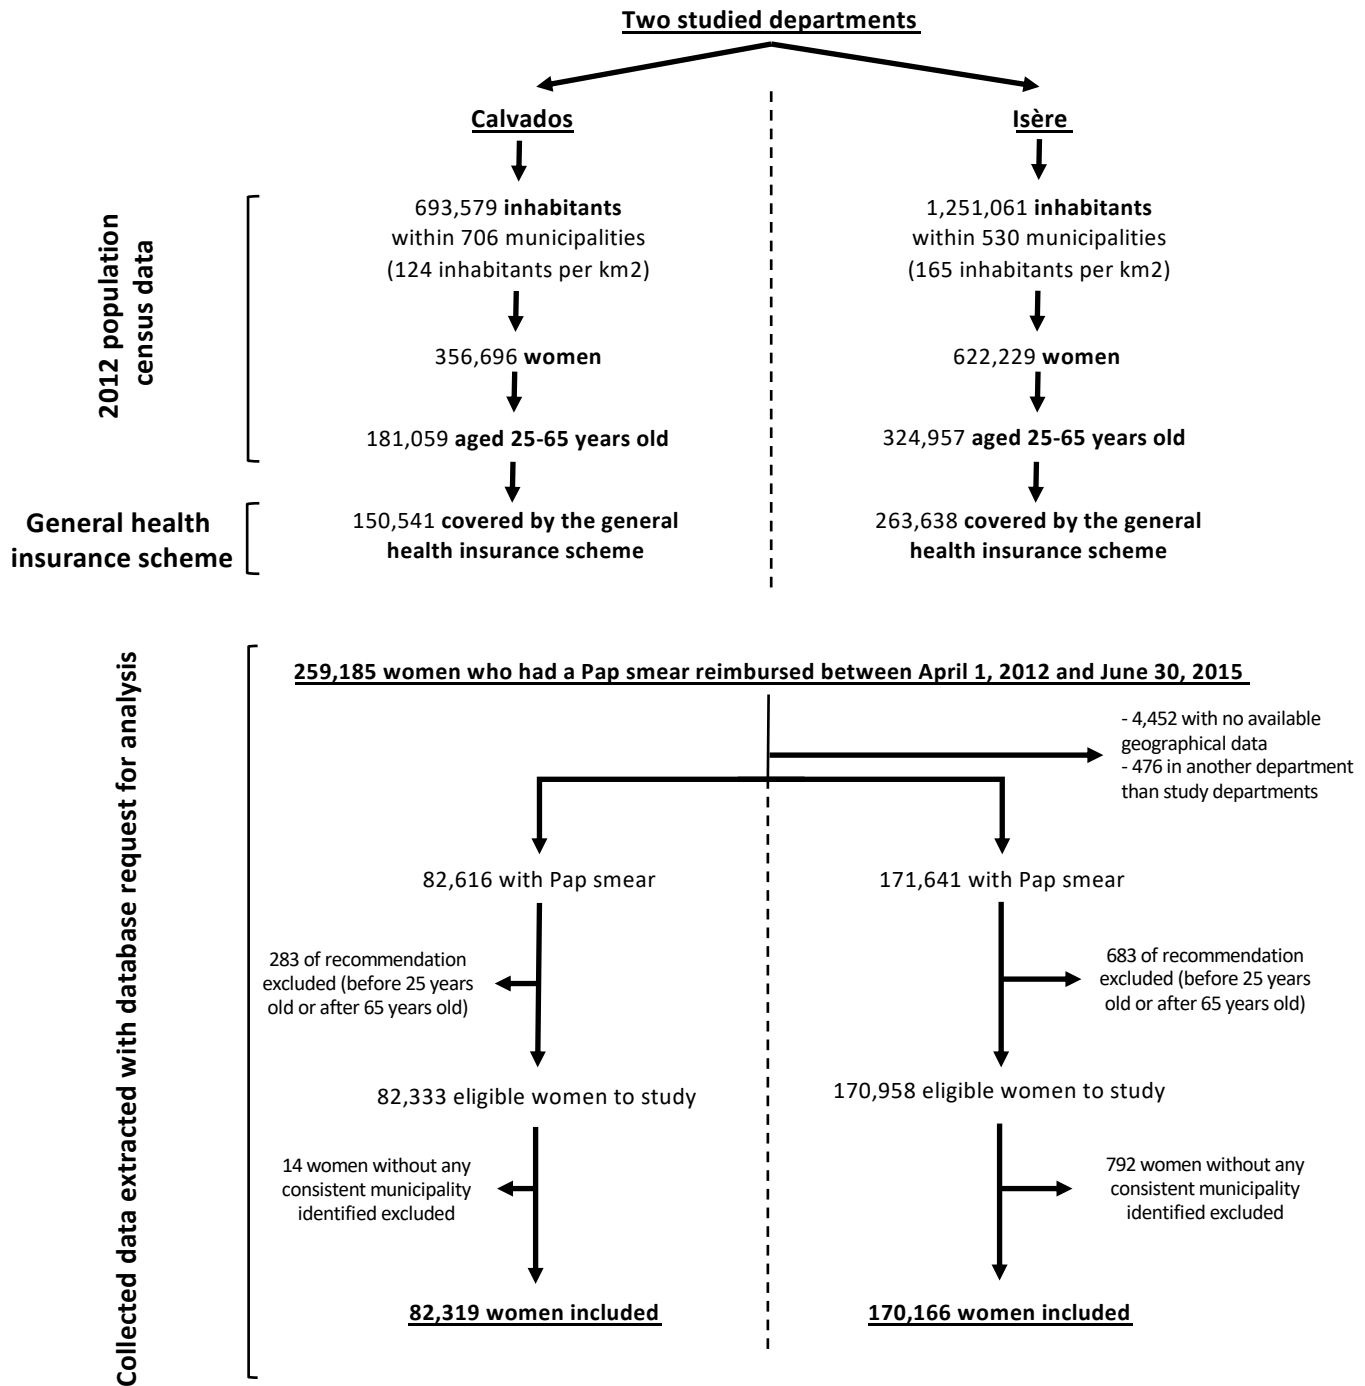 Two studied departments
Calvados
Isère
2012 population
census data
693,579 inhabitants
within 706 municipalities
(124 inhabitants per km2)
1,251,061 inhabitants
within 530 municipalities
(165 inhabitants per km2)
356,696 women
622,229 women
181,059 aged 25-65 years old
324,957 aged 25-65 years old
General health
insurance scheme
150,541 covered by the general
health insurance scheme
263,638 covered by the general
health insurance scheme
Collected data extracted with database request for analysis
259,185 women who had a Pap smear reimbursed between April 1, 2012 and June 30, 2015
- 4,452 with no available
geographical data
- 476 in another department
than study departments
82,616 with Pap smear
171,641 with Pap smear
283 of recommendation
excluded (before 25 years
old or after 65 years old)
683 of recommendation
excluded (before 25 years
old or after 65 years old)
82,333 eligible women to study
170,958 eligible women to study
14 women without any
consistent municipality
identified excluded
792 women without any
consistent municipality
identified excluded
82,319 women included
170,166 women included